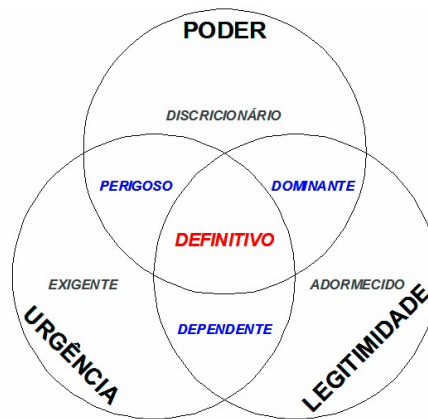 PODER
DISCRICIONÁRIO
PERIGOSO
DOMINANTE
DEFINITIVO
EXIGENTE
ADORMECIDO
URGÊNCIA
DEPENDENTE
LEGITIMIDADE